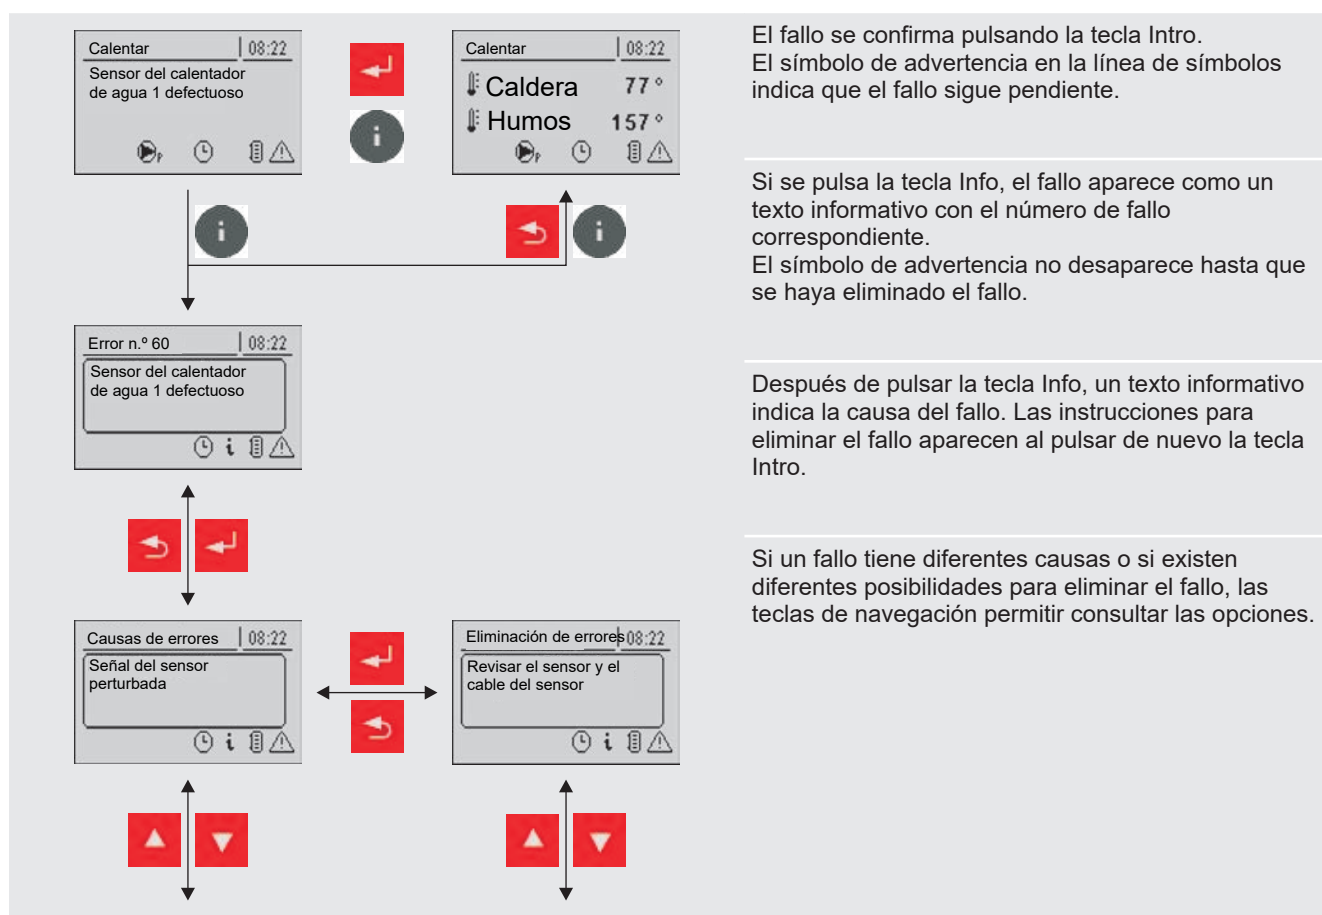 Calentar 08:22
Sensor del calentador
de agua 1 defectuoso
P
i
Calentar 08:22
Caldera 77°
Humos 157°
P
El fallo se confirma pulsando la tecla Intro.
El símbolo de advertencia en la línea de símbolos
indica que el fallo sigue pendiente.
i
i
Si se pulsa la tecla Info, el fallo aparece como un
texto informativo con el número de fallo
correspondiente.
El símbolo de advertencia no desaparece hasta que
se haya eliminado el fallo.
Error n.º 60 08:22
Sensor del calentador
de agua 1 defectuoso
i
Después de pulsar la tecla Info, un texto informativo
indica la causa del fallo. Las instrucciones para
eliminar el fallo aparecen al pulsar de nuevo la tecla
Intro.
Si un fallo tiene diferentes causas o si existen
diferentes posibilidades para eliminar el fallo, las
teclas de navegación permitir consultar las opciones.
Causas de errores 08:22
Señal del sensor
perturbada
i
Eliminación de errores 08:22
Revisar el sensor y el
cable del sensor
i